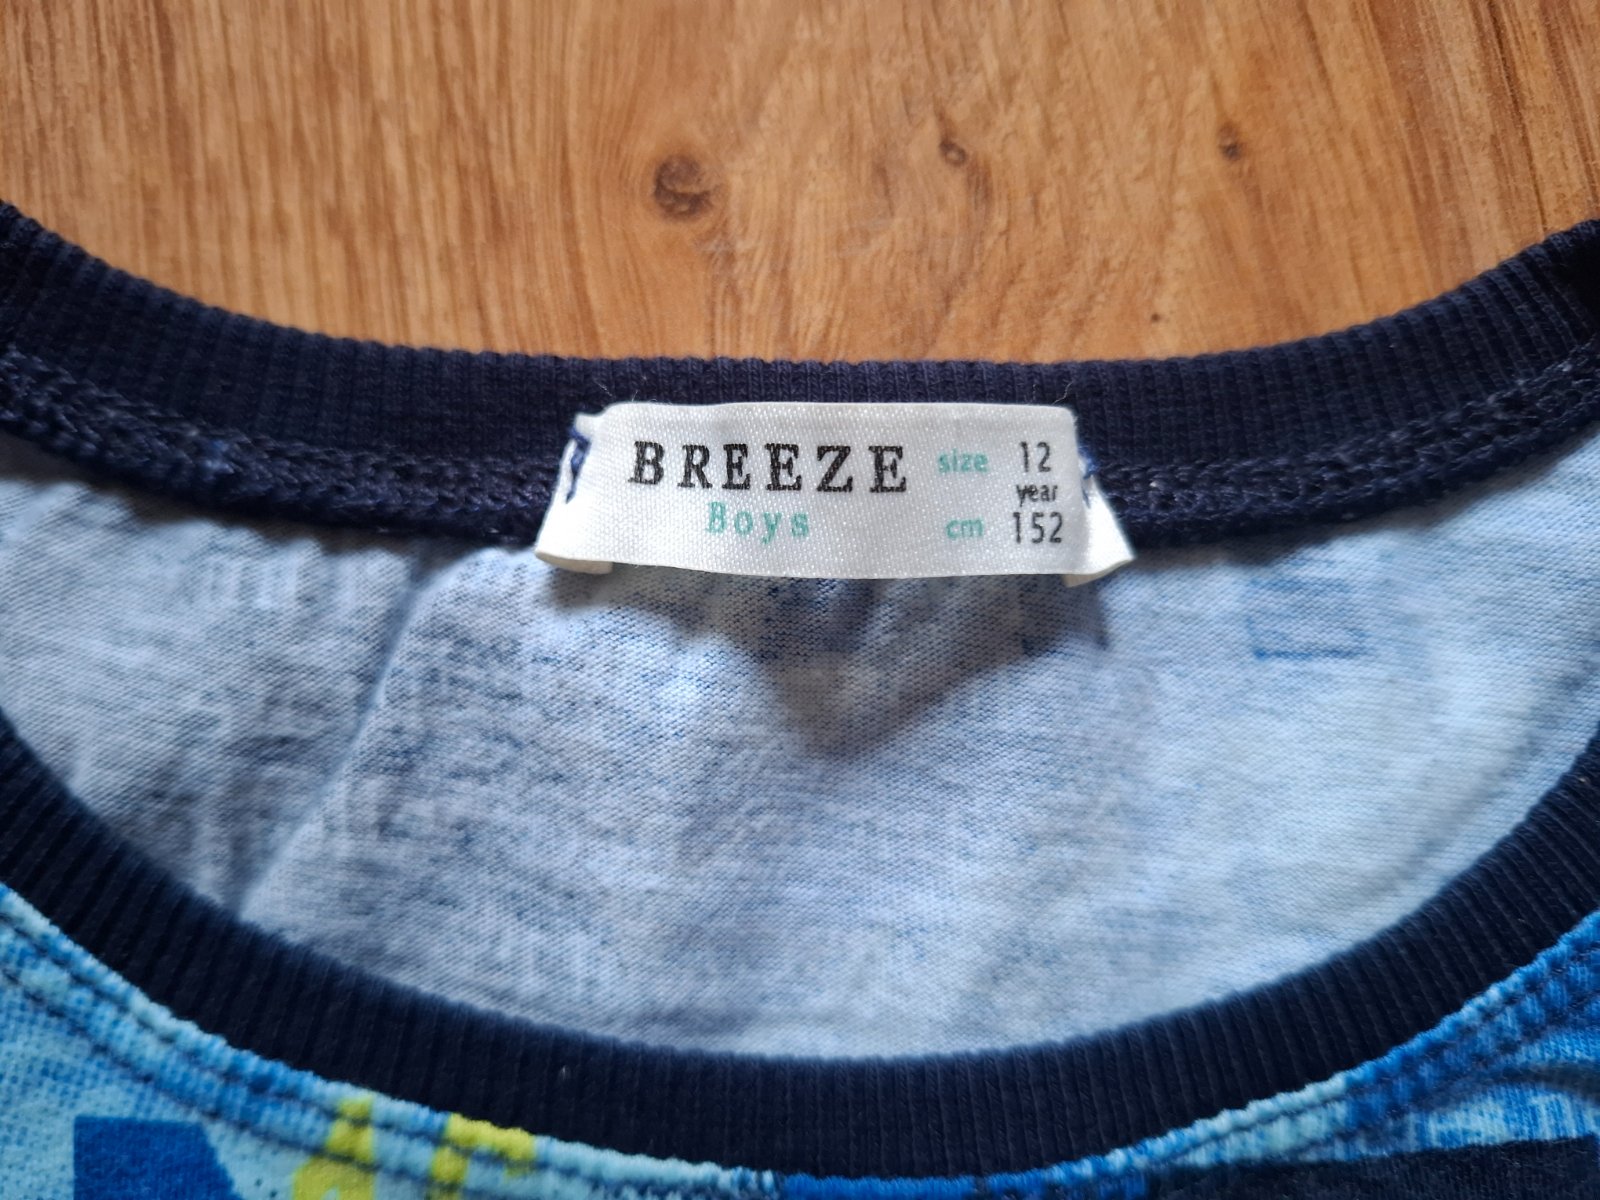 BREEZE
Boys
size 12
year
cm 152